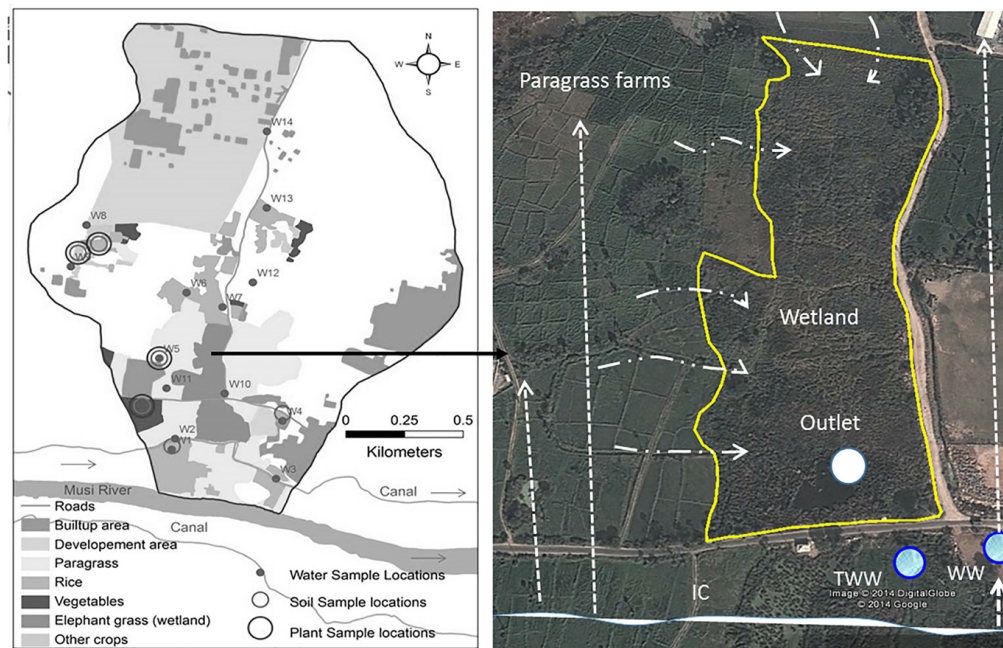 N
W
E
S
W14
W13
W8
W12
W6
W7
W5
W11
W10
W4
W2
W1
W3
0
0.25
0.5
Kilometers
Musi River
Canal
Canal
Roads
Builtup area
Developement area
Paragrass
Rice
Vegetables
Elephant grass (wetland)
Other crops
Water Sample Locations
Soil Sample locations
Plant Sample locations
Paragrass farms
Wetland
Outlet
TWW
WW
IC
Image © 2014 DigitalGlobe
© 2014 Google